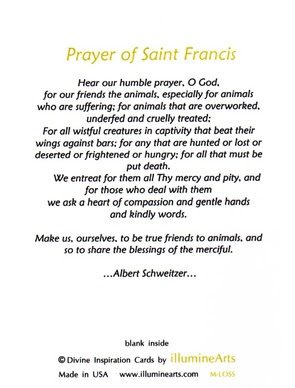 Prayer of Saint Francis
Hear our humble prayer, O God,
for our friends the animals, especially for animals
who are suffering; for animals that are overworked,
underfed and cruelly treated;
For all wistful creatures in captivity that beat their
wings against bars; for any that are hunted or lost or
deserted or frightened or hungry; for all that must be
put death.
We entreat for them all Thy mercy and pity, and
for those who deal with them
we ask a heart of compassion and gentle hands
and kindly words.
Make us, ourselves, to be true friends to animals, and
so to share the blessings of the merciful.
...Albert Schweitzer...
blank inside
© Divine Inspiration Cards by illumineArts
Made in USA www.illuminearts.com M-LOSS